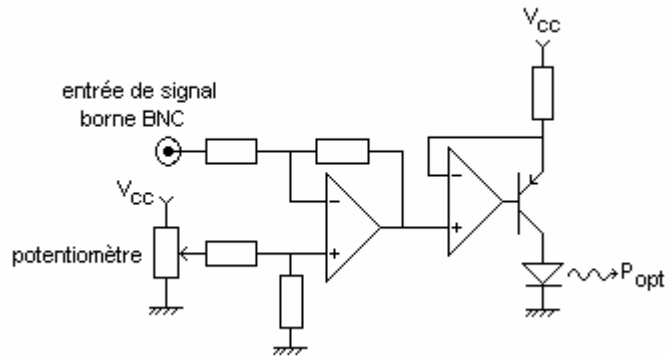 Vcc
entrée de signal
borne BNC
Vcc
potentiomètre
-
+
-
+
Popt